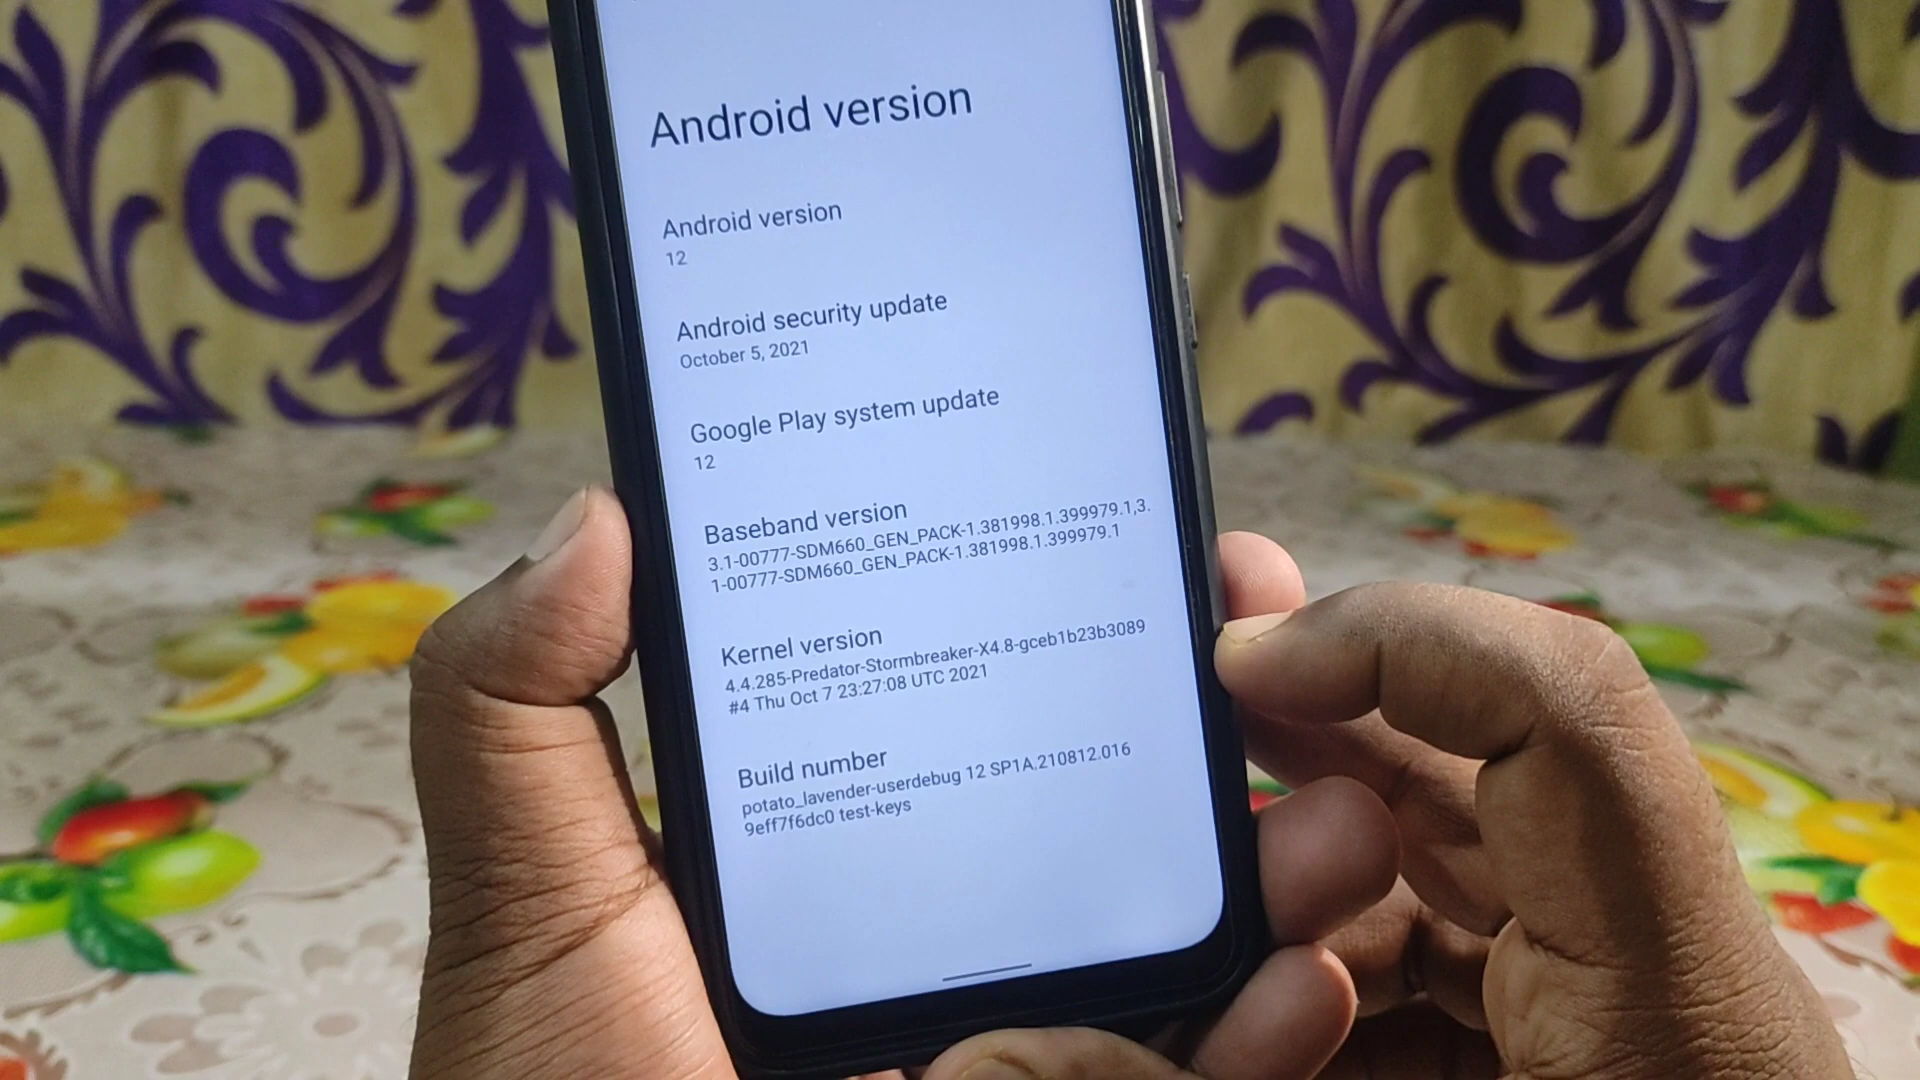 Android version
Android version
12
Android security update
October 5, 2021
Google Play system update
12
Baseband version
3.1-00777-SDM660_GEN_PACK-1.381998.1.399979.1,3.
1-00777-SDM660_GEN_PACK-1.381998.1.399979.1
Kernel version
4.4.285-Predator-Stormbreaker-X4.8-gceb1b23b3089
#4 Thu Oct 7 23:27:08 UTC 2021
Build number
potato_lavender-userdebug 12 SP1A.210812.016
9eff7f6dc0 test-keys